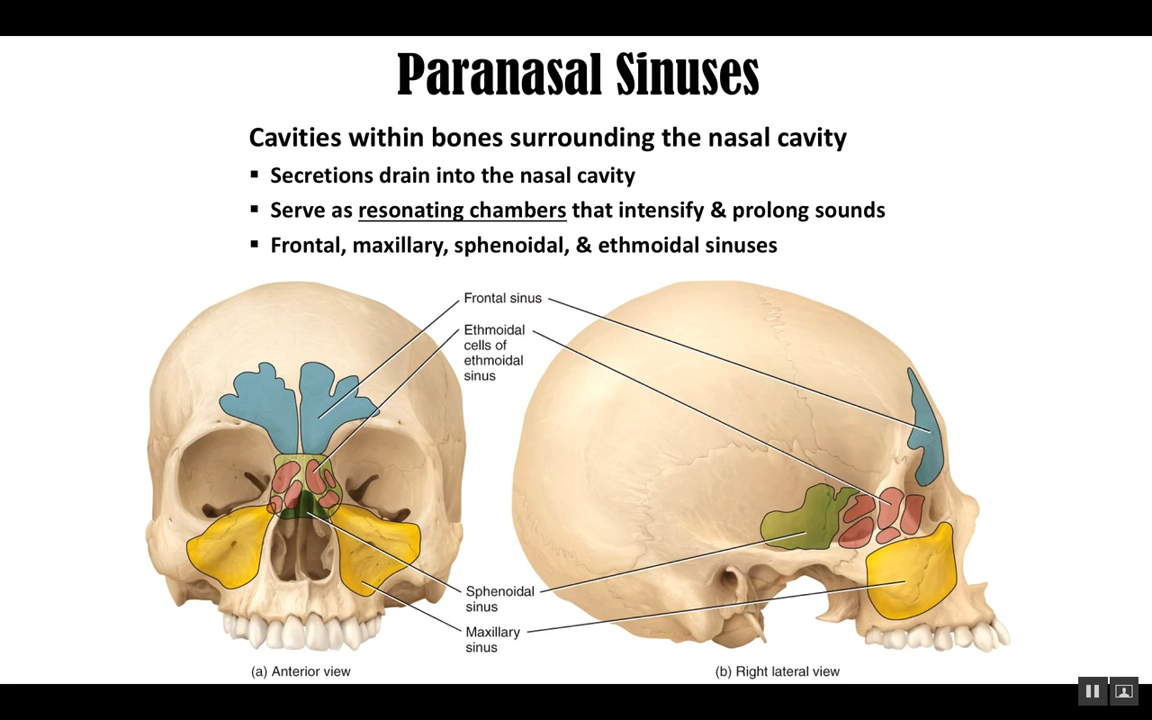 Paranasal Sinuses
Cavities within bones surrounding the nasal cavity
▪ Secretions drain into the nasal cavity
▪ Serve as resonating chambers that intensify & prolong sounds
▪ Frontal, maxillary, sphenoidal, & ethmoidal sinuses
Frontal sinus
Ethmoidal
cells of
ethmoidal
sinus
Sphenoidal
sinus
Maxillary
sinus
(a) Anterior view
(b) Right lateral view